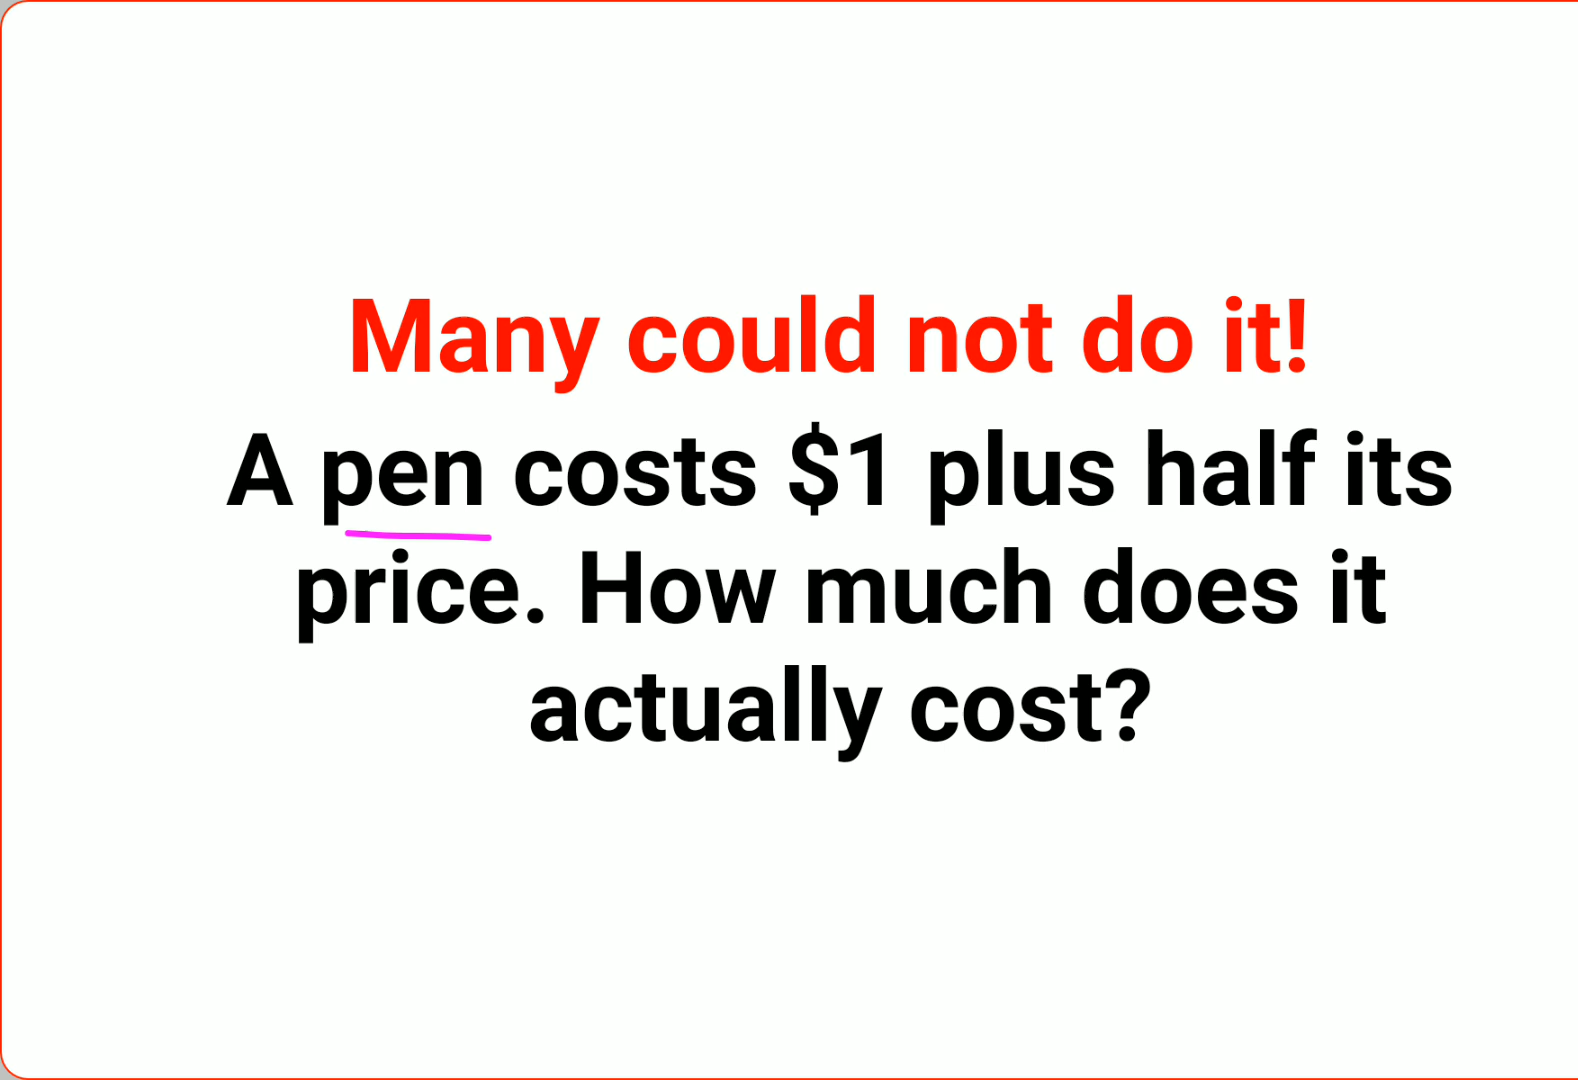 Many could not do it!
A pen costs $1 plus half its
price. How much does it
actually cost?